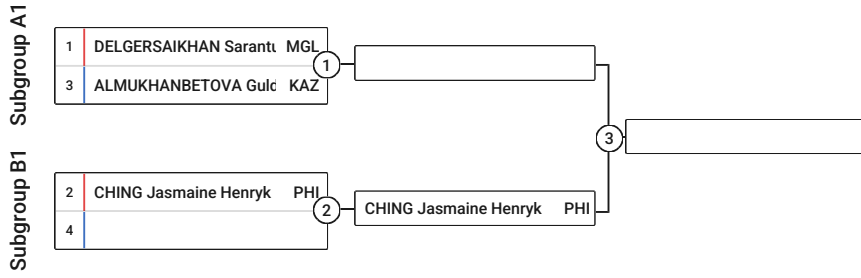 Subgroup A1
1 DELGERSAIKHAN Sarantu MGL
3 ALMUKHANBETOVA Guld KAZ
1
3
Subgroup B1
2 CHING Jasmaine Henryk PHI
4
2
CHING Jasmaine Henryk PHI